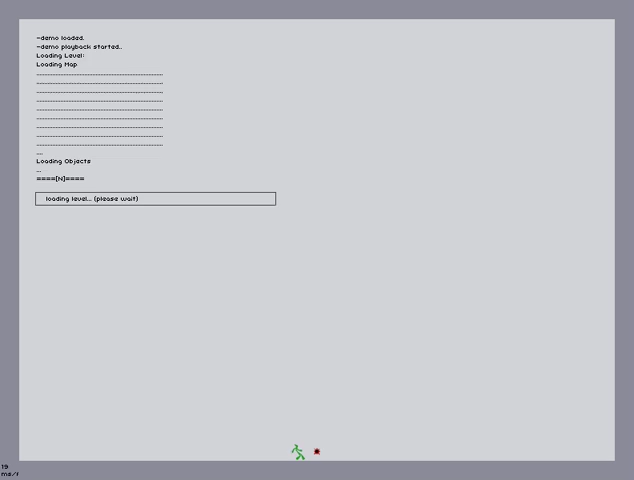 -demo loaded.
-demo playback started..
Loading Level:
Loading Map
....................................................................................
....................................................................................
....................................................................................
....................................................................................
....................................................................................
....................................................................................
....................................................................................
....................................................................................
....................................................................................
....
Loading Objects
...
====[N]====
loading level... (please wait)
19
ms/f